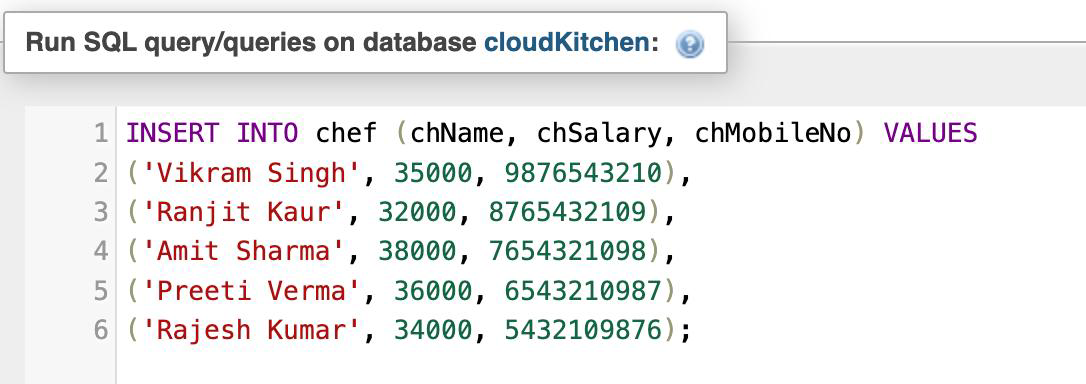 Run SQL query/queries on database cloudKitchen:
1 INSERT INTO chef (chName, chSalary, chMobileNo) VALUES
2 ('Vikram Singh', 35000, 9876543210),
3 ('Ranjit Kaur', 32000, 8765432109),
4 ('Amit Sharma', 38000, 7654321098),
5 ('Preeti Verma', 36000, 6543210987),
6 ('Rajesh Kumar', 34000, 5432109876);